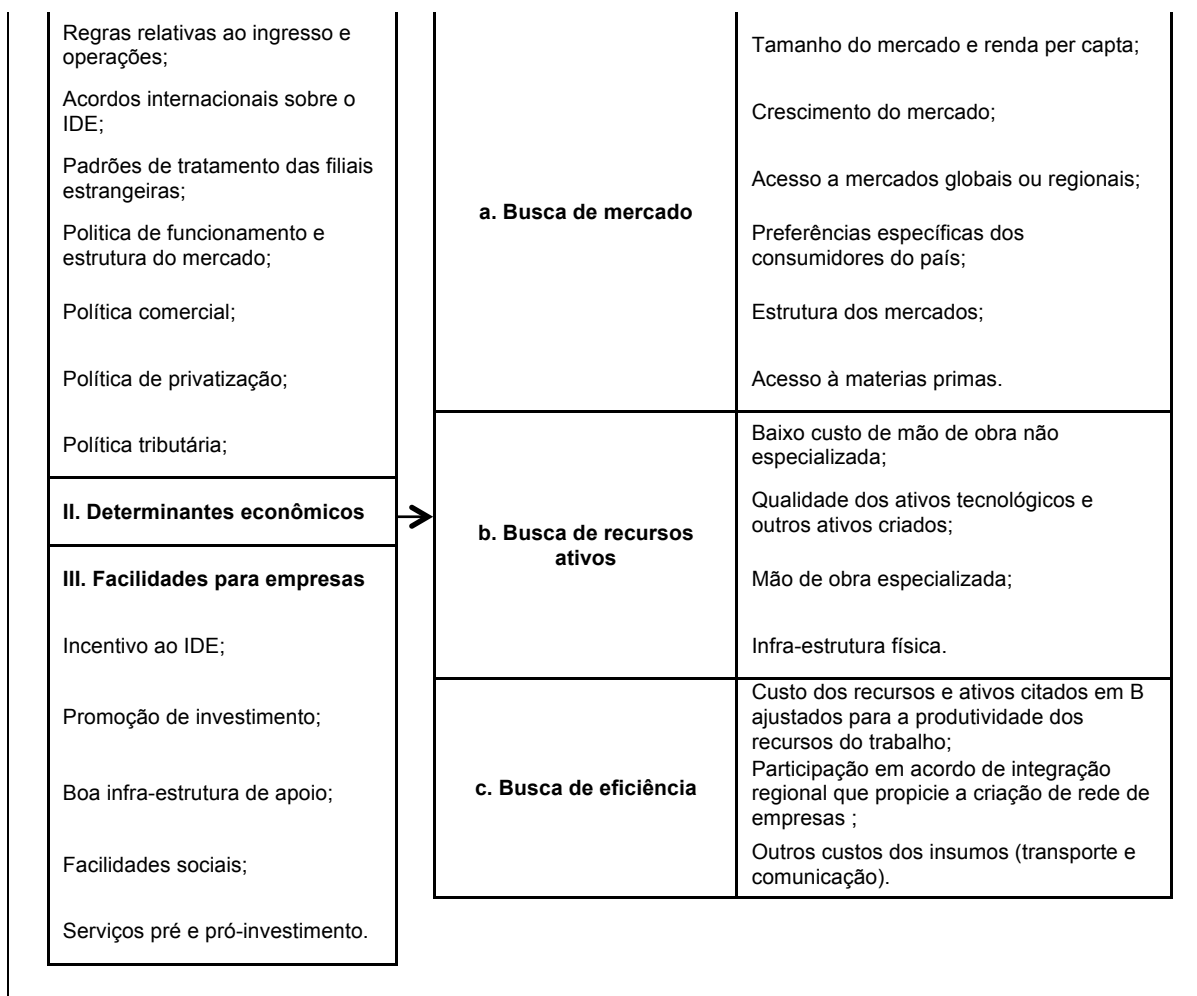 Regras relativas ao ingresso e
operações;
Acordos internacionais sobre o
IDE;
Padrões de tratamento das filiais
estrangeiras;
Politica de funcionamento e
estrutura do mercado;
Política comercial;
Política de privatização;
Política tributária;
II. Determinantes econômicos
III. Facilidades para empresas
Incentivo ao IDE;
Promoção de investimento;
Boa infra-estrutura de apoio;
Facilidades sociais;
Serviços pré e pró-investimento.
a. Busca de mercado
Tamanho do mercado e renda per capta;
Crescimento do mercado;
Acesso a mercados globais ou regionais;
Preferências específicas dos
consumidores do país;
Estrutura dos mercados;
Acesso à materias primas.
b. Busca de recursos
ativos
Baixo custo de mão de obra não
especializada;
Qualidade dos ativos tecnológicos e
outros ativos criados;
Mão de obra especializada;
Infra-estrutura física.
c. Busca de eficiência
Custo dos recursos e ativos citados em B
ajustados para a produtividade dos
recursos do trabalho;
Participação em acordo de integração
regional que propicie a criação de rede de
empresas ;
Outros custos dos insumos (transporte e
comunicação).